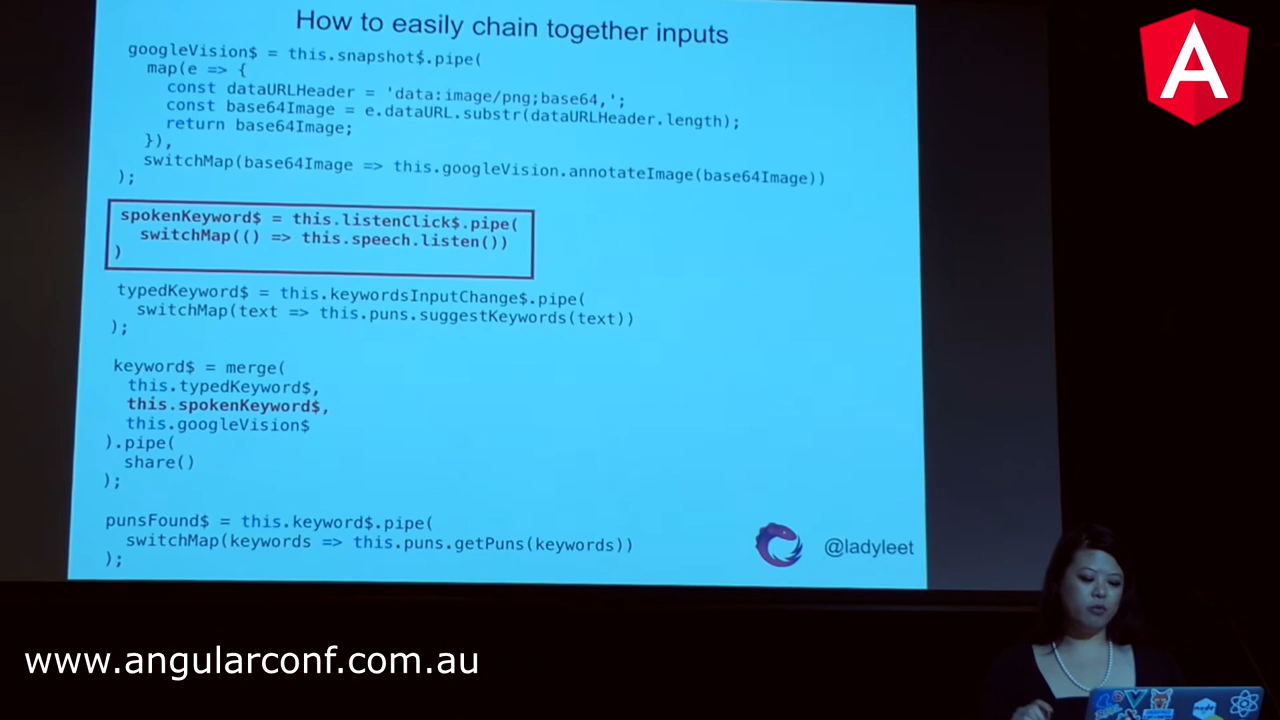 How to easily chain together inputs
googleVision$ = this.snapshot$.pipe(
map(e => {
const dataURLHeader = 'data:image/png;base64,';
const base64Image = e.dataURL.substr(dataURLHeader.length);
return base64Image;
}),
switchMap(base64Image => this.googleVision.annotateImage(base64Image))
);
spokenKeyword$ = this.listenClick$.pipe(
switchMap(() => this.speech.listen())
)
typedKeyword$ = this.keywordsInputChange$.pipe(
switchMap(text => this.puns.suggestKeywords(text))
);
keyword$ = merge(
this.typedKeyword$,
this.spokenKeyword$,
this.googleVision$
).pipe(
share()
);
punsFound$ = this.keyword$.pipe(
switchMap(keywords => this.puns.getPuns(keywords))
);
@ladyleet
A
www.angularconf.com.au
node